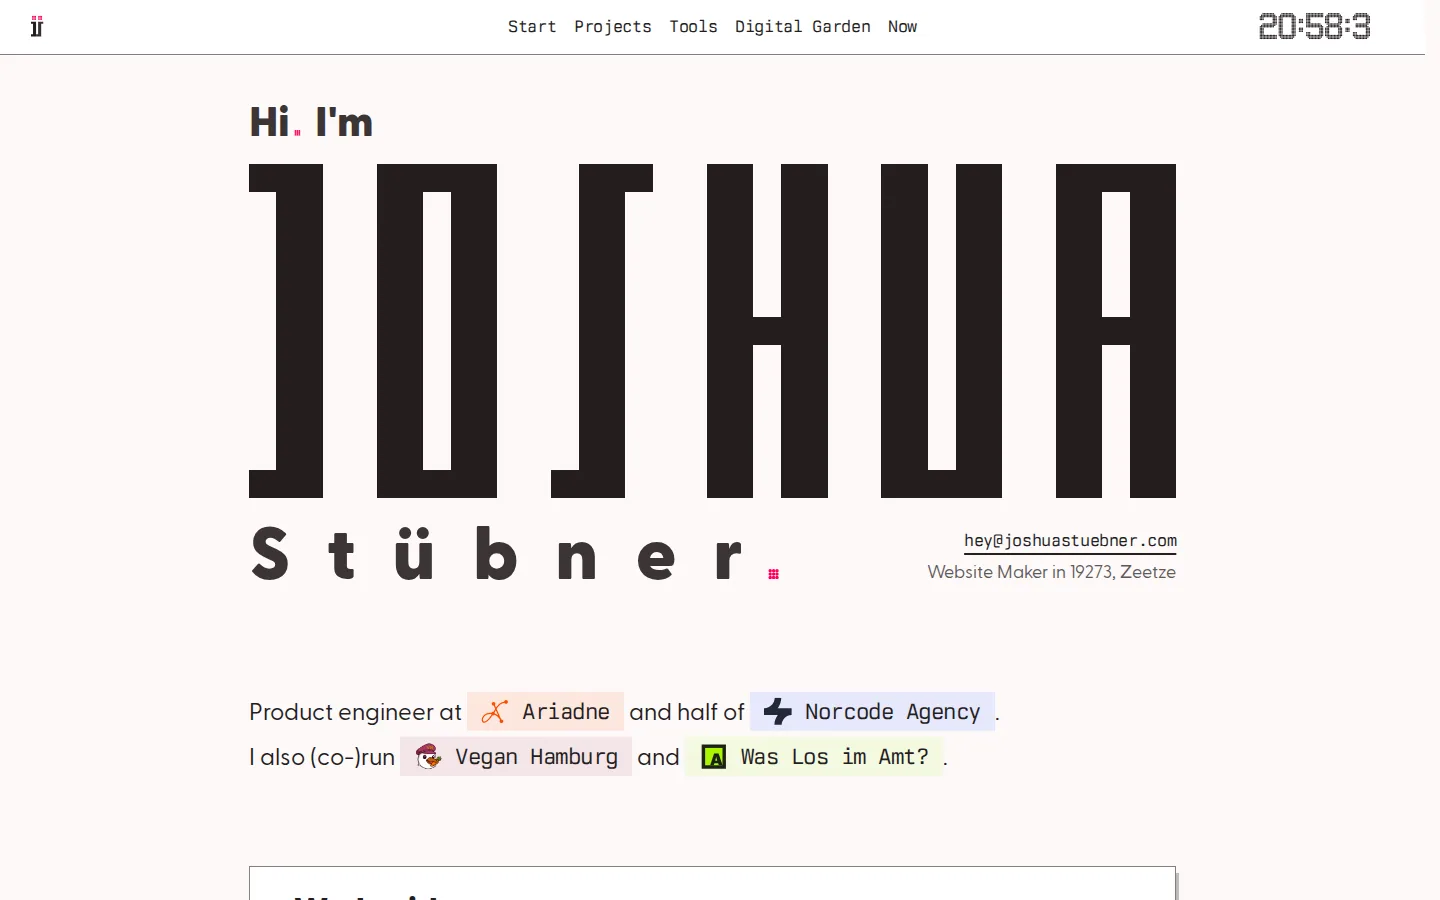 Start Projects Tools Digital Garden Now
20:58:3
Hi. I'm
JOSHUA
Stübner.
hey@joshuastuebner.com
Website Maker in 19273, Zeetze
Product engineer at Ariadne and half of Norcode Agency.
I also (co-)run Vegan Hamburg and Was Los im Amt?.